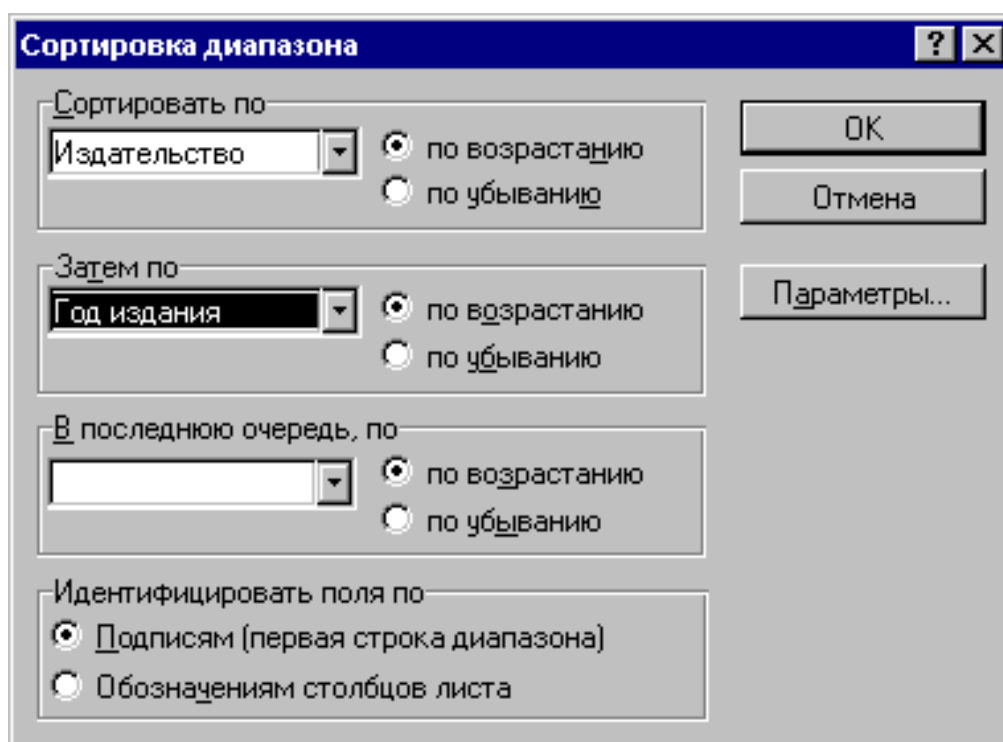 Сортировка диапазона
Сортировать по
Издательство
по возрастанию
по убыванию
OK
Отмена
Затем по
Год издания
по возрастанию
по убыванию
Параметры...
В последнюю очередь, по
по возрастанию
по убыванию
Идентифицировать поля по
Подписям (первая строка диапазона)
Обозначениям столбцов листа